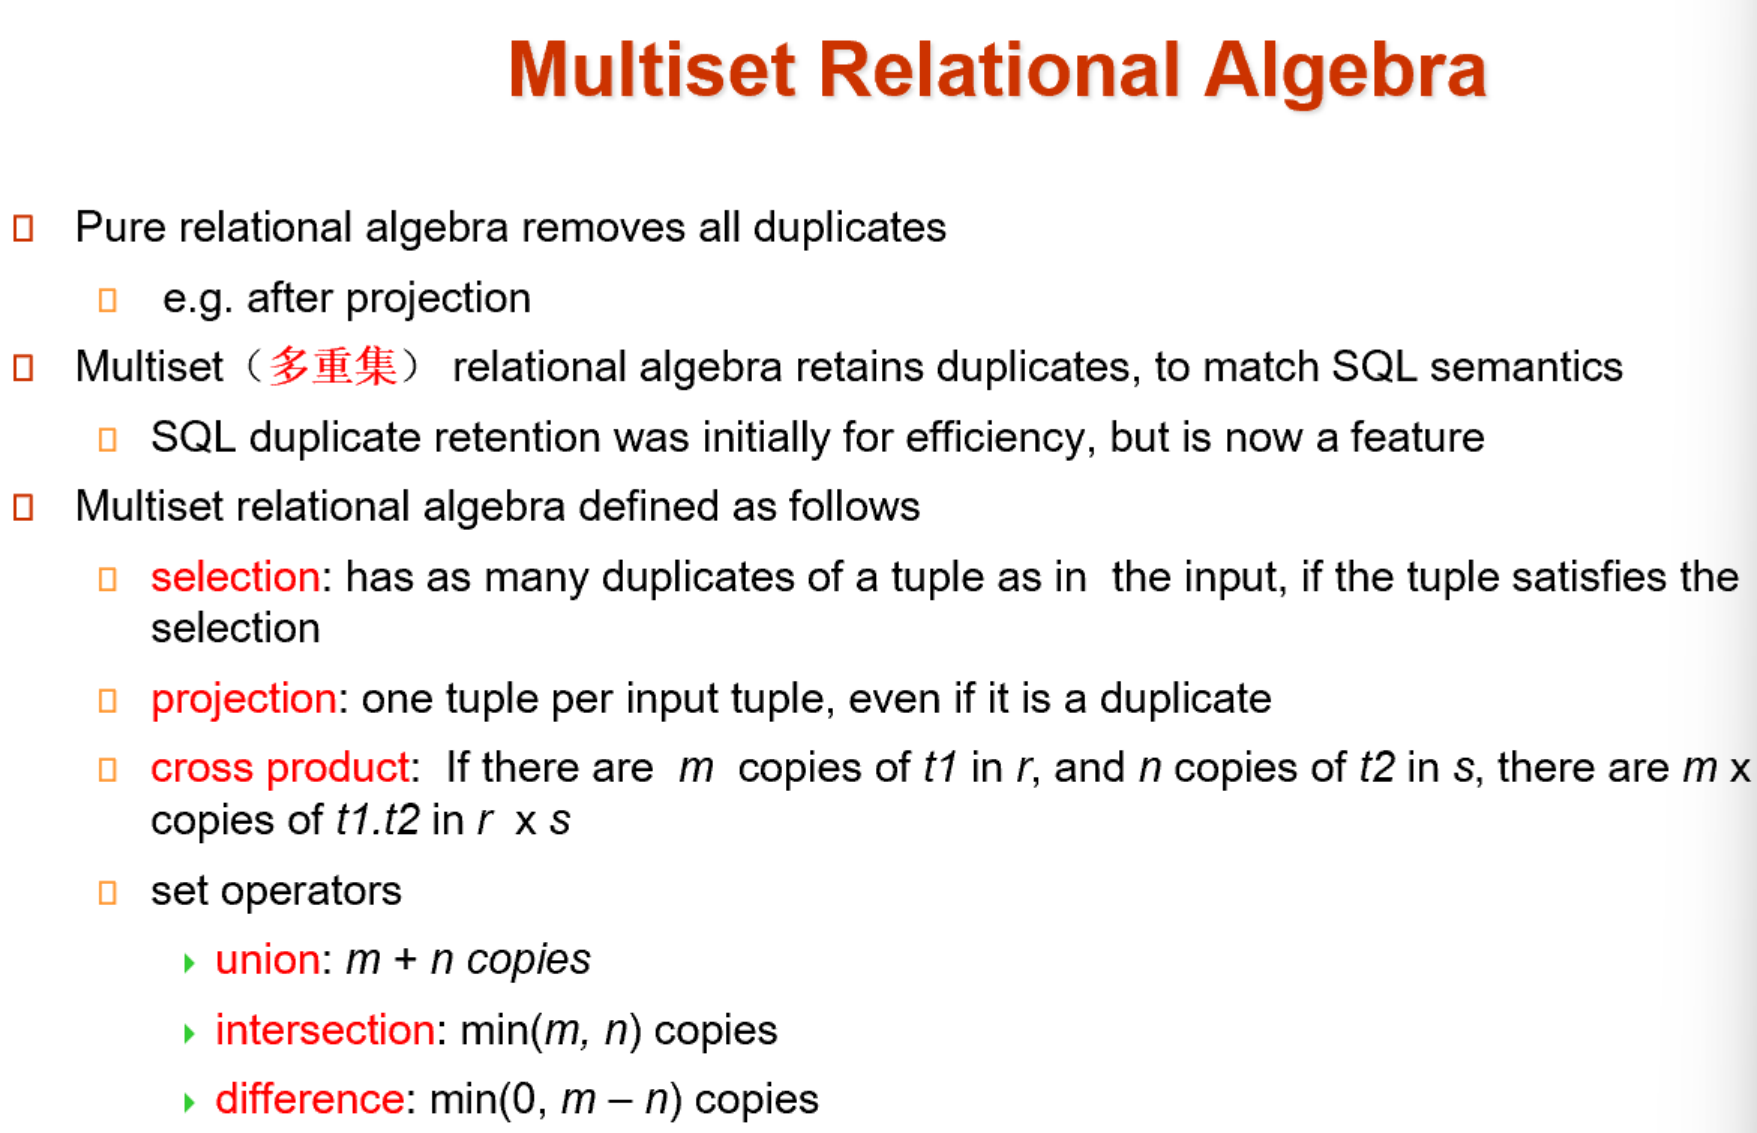 Multiset Relational Algebra
Pure relational algebra removes all duplicates
e.g. after projection
Multiset（多重集） relational algebra retains duplicates, to match SQL semantics
SQL duplicate retention was initially for efficiency, but is now a feature
Multiset relational algebra defined as follows
selection: has as many duplicates of a tuple as in the input, if the tuple satisfies the
selection
projection: one tuple per input tuple, even if it is a duplicate
cross product: If there are m copies of t1 in r, and n copies of t2 in s, there are m x
copies of t1.t2 in r x s
set operators
union: m + n copies
intersection: min(m, n) copies
difference: min(0, m – n) copies